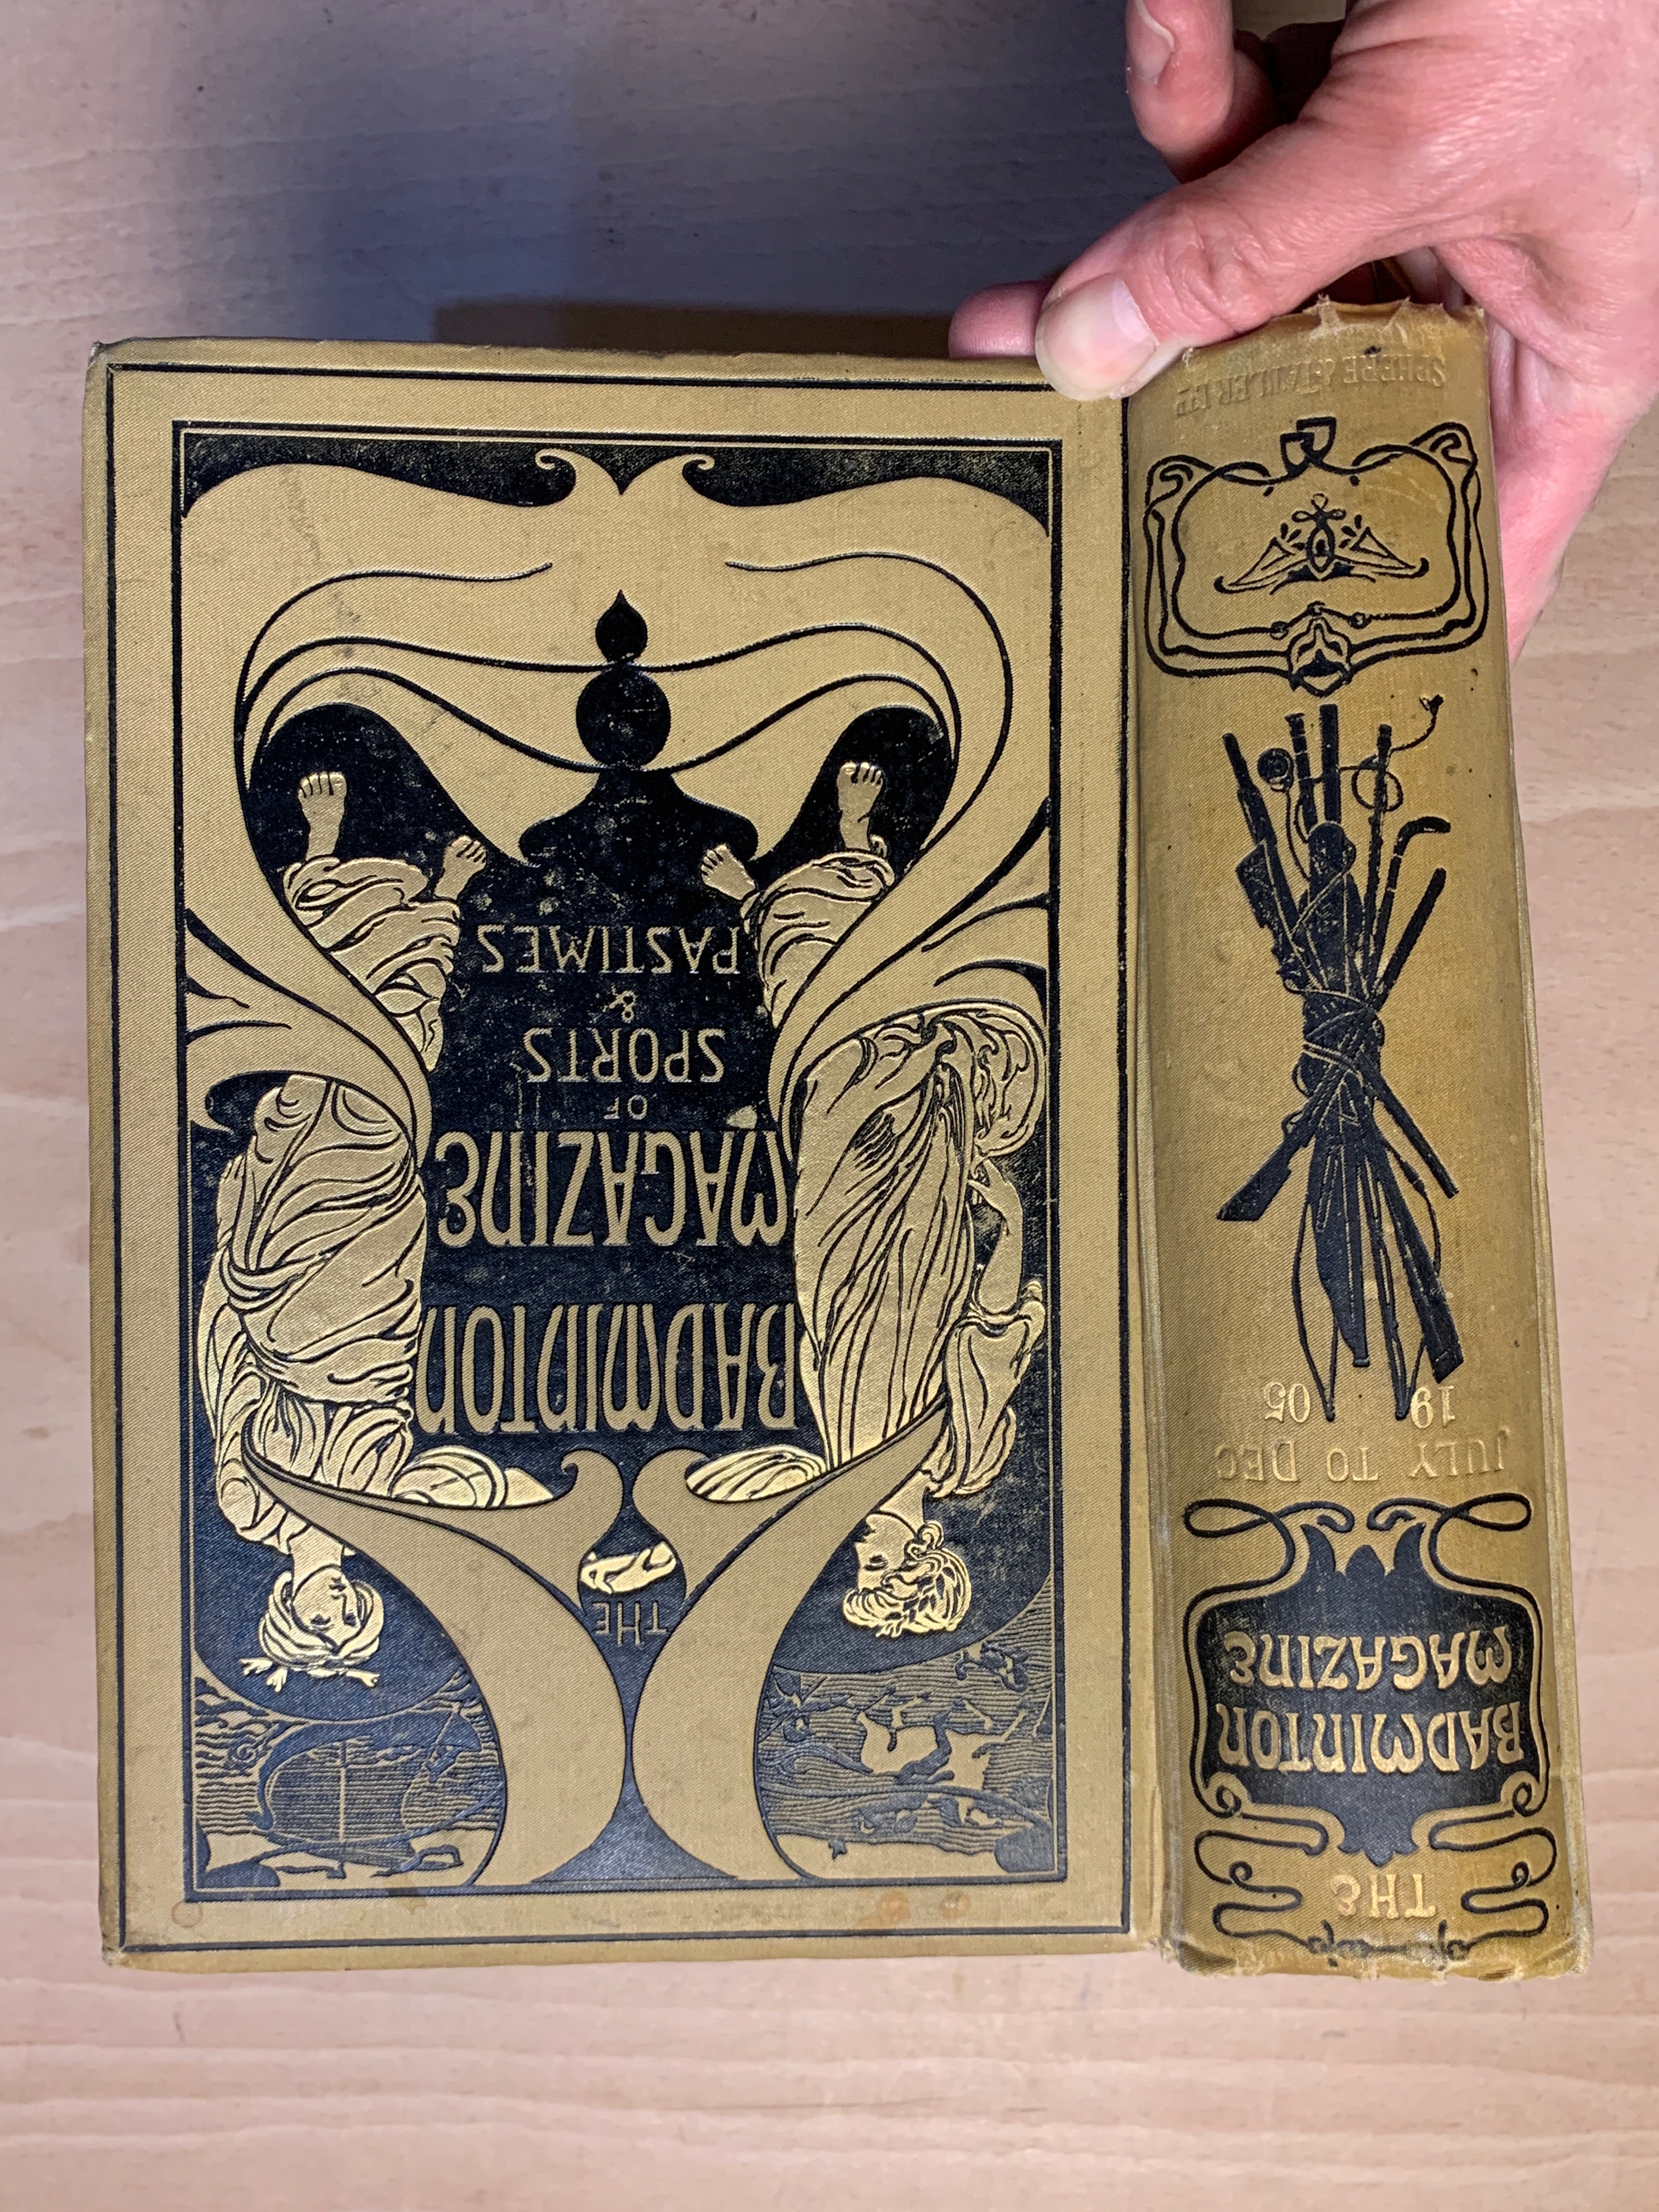 THE
BADMINTON
MAGAZINE
OF
SPORTS
&
PASTIMES
THE
BADMINTON
MAGAZINE
JULY TO DEC
19 05
SPHERE & TATLER LTD